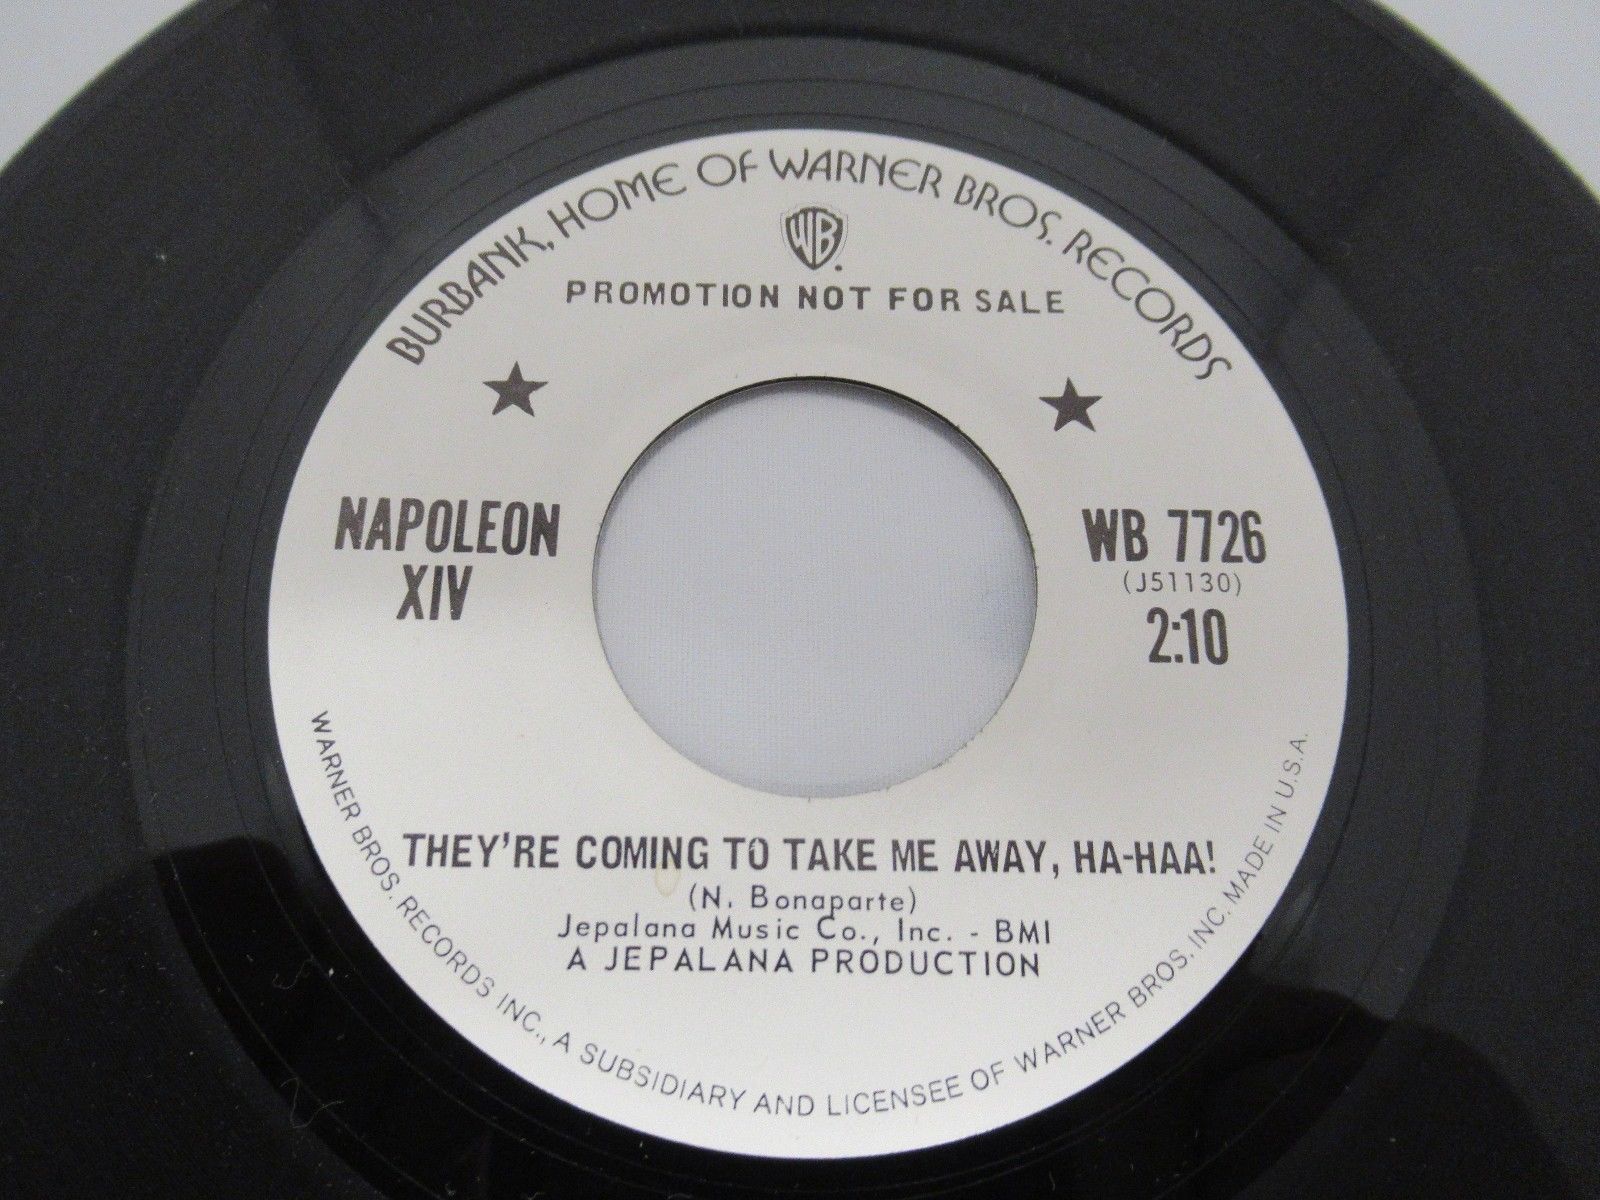 BURBANK, HOME OF WARNER BROS. RECORDS
WB
PROMOTION NOT FOR SALE
NAPOLEON
XIV
WB 7726
(J51130)
2:10
THEY'RE COMING TO TAKE ME AWAY, HA-HAA!
(N. Bonaparte)
Jepalana Music Co., Inc. - BMI
A JEPALANA PRODUCTION
WARNER BROS. RECORDS INC., A SUBSIDIARY AND LICENSEE OF WARNER BROS. INC. MADE IN U.S.A.